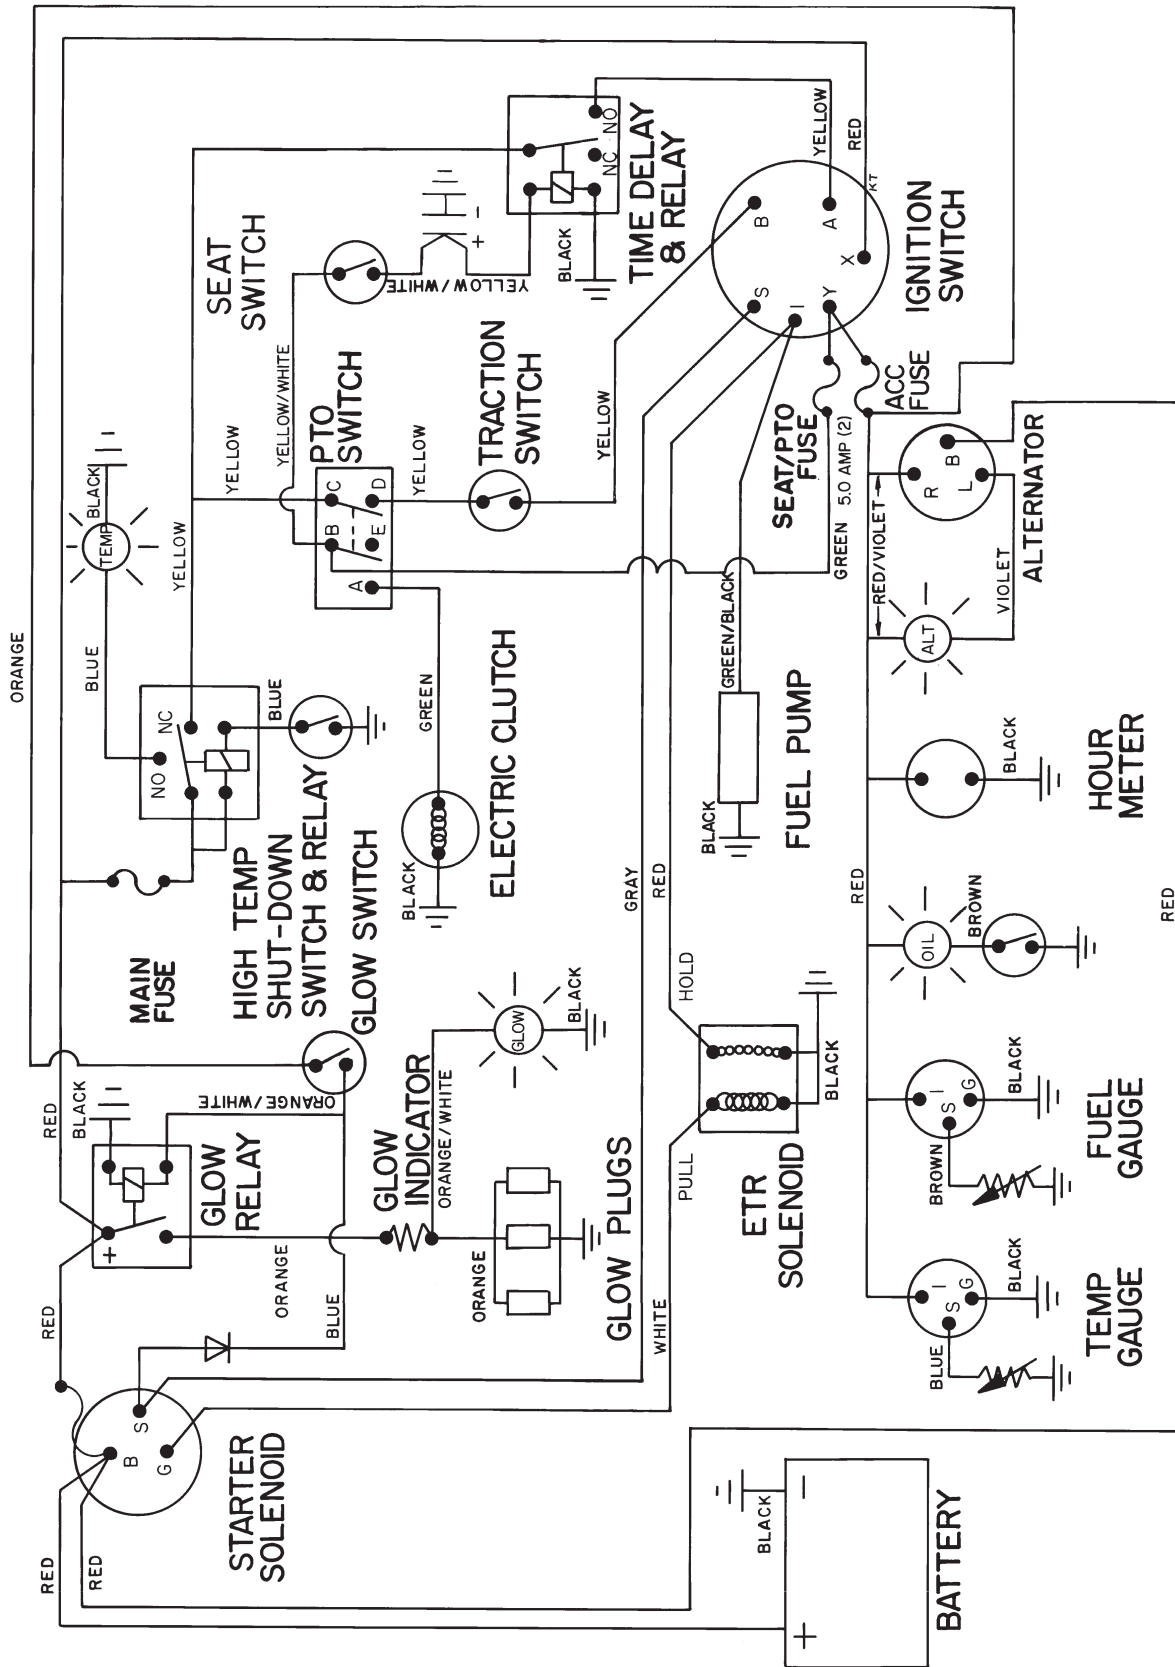 ORANGE
RED
BLACK
RED
RED
RED
BLUE
BLACK
TEMP
YELLOW
NO
NC
BLUE
HIGH TEMP
SHUT-DOWN
SWITCH & RELAY
MAIN
FUSE
GLOW SWITCH
ORANGE/WHITE
+
GLOW
RELAY
ORANGE
BLUE
B
S
G
STARTER
SOLENOID
SEAT
SWITCH
YELLOW/WHITE
+
-
YELLOW/WHITE
BLACK
NC
NO
TIME DELAY
& RELAY
YELLOW
YELLOW/WHITE
PTO
SWITCH
C
D
B
E
A
YELLOW
TRACTION
SWITCH
YELLOW
GREEN
BLACK
ELECTRIC CLUTCH
GLOW
BLACK
GLOW
INDICATOR
ORANGE/WHITE
ORANGE
GLOW PLUGS
YELLOW
RED
KT
B
A
S
X
I
Y
IGNITION
SWITCH
SEAT/PTO
FUSE
ACC
FUSE
5.0 AMP (2)
GREEN
GREEN/BLACK
BLACK
FUEL PUMP
GRAY
RED
HOLD
PULL
BLACK
ETR
SOLENOID
WHITE
R
B
L
ALTERNATOR
RED/VIOLET
VIOLET
ALT
BLACK
HOUR
METER
RED
OIL
BROWN
I
S
G
BLACK
BROWN
FUEL
GAUGE
I
S
G
BLACK
BLUE
TEMP
GAUGE
RED
BLACK
+
-
BATTERY